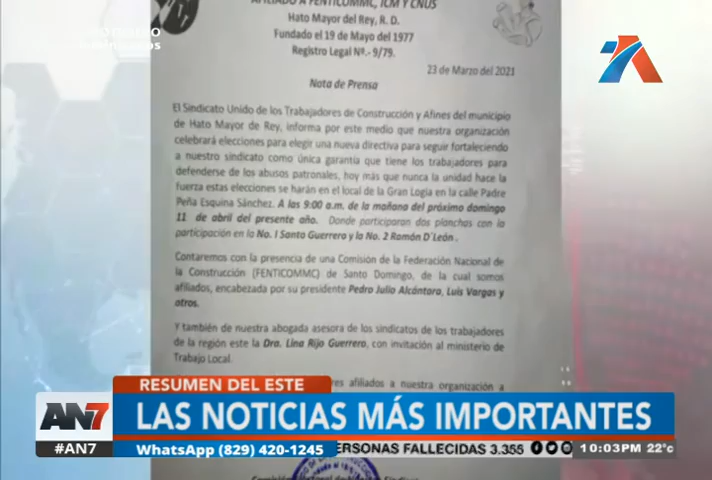 AFILIADO A FENTICOMMC, ICM Y CNUS
Hato Mayor del Rey, R. D.
Fundado el 19 de Mayo del 1977
Registro Legal Nº.- 9/79.
23 de Marzo del 2021
Nota de Prensa
El Sindicato Unido de los Trabajadores de Construcción y Afines del municipio
de Hato Mayor de Rey, informa por este medio que nuestra organización
celebrará elecciones para elegir una nueva directiva para seguir fortaleciendo
a nuestro sindicato como única garantía que tiene los trabajadores para
defenderse de los abusos patronales, hoy más que nunca la unidad hace la
fuerza estas elecciones se harán en el local de la Gran Logia en la calle Padre
Peña Esquina Sánchez. A las 9:00 a.m. de la mañana del próximo domingo
11 de abril del presente año. Donde participaran dos planchas con la
participación en la No. I Santo Guerrero y la No. 2 Ramón D´León .
Contaremos con la presencia de una Comisión de la Federación Nacional de
la Construcción (FENTICOMMC) de Santo Domingo, de la cual somos
afiliados, encabezada por su presidente Pedro Julio Alcántara, Luis Vargas y
otros.
Y también de nuestra abogada asesora de los sindicatos de los trabajadores
de la región este la Dra. Lina Rijo Guerrero, con invitación al ministerio de
Trabajo Local.
res afiliados a nuestra organización a
RESUMEN DEL ESTE
AN7 LAS NOTICIAS MÁS IMPORTANTES
#AN7 WhatsApp (829) 420-1245 ERSONAS FALLECIDAS 3.355 10:03PM 22°c